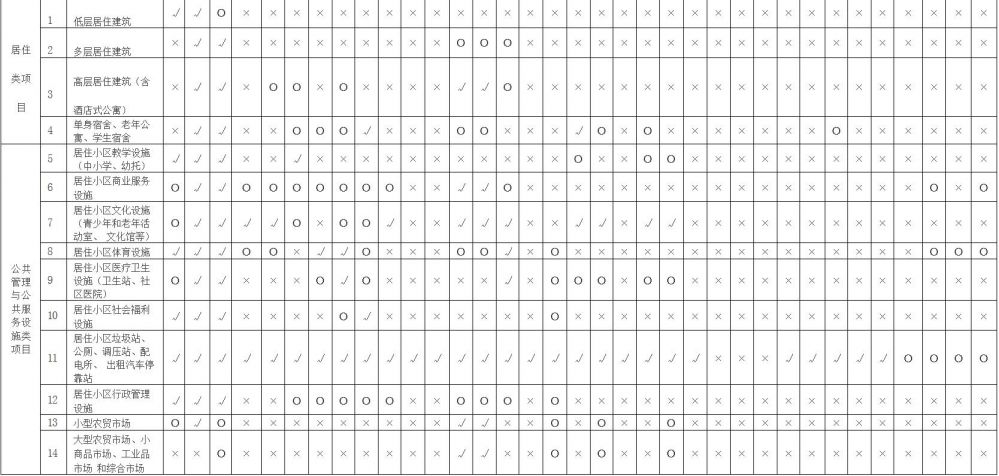 1 低层居住建筑 √ √ O × × × × × × × × × × × × × × × × × × × × × × × × × × × × × × × ×
居住
类项
目
2 多层居住建筑 × √ √ × × × × × × × × × O O O × × × × × × × × × × × × × × × × × × × ×
3 高层居住建筑（含
酒店式公寓） × √ √ × O O × O × × × × √ √ O × × × × × × × × × × × × × × × × × × × ×
4 单身宿舍、老年公
寓、学生宿舍 × √ √ × × O O O √ × × × O O × × × √ O × O × × × × × × × O × × × × × ×
公共
管理
与公
共服
务设
施类
项目
5 居住小区教学设施
（中小学、幼托） √ √ √ × × √ × × × × × × × × × × × O × × O O × × × × × × × × × × × × ×
6 居住小区商业服务
设施 O √ √ O O O O O O O × × √ √ O × × × × × × × × × × × × × × × × × O × O
7 居住小区文化设施
（青少年和老年活
动室、 文化馆等） O √ √ √ √ O × O O √ × × √ √ √ × × √ √ × √ √ × × × × × × × × × × × × ×
8 居住小区体育设施 √ √ √ O O × √ √ O × × × O O √ × O × × × × × × × × × × × × × × × O O O
9 居住小区医疗卫生
设施（卫生站、社
区医院） O √ √ × × × O √ O × × × × × √ × O O O × O O × × × × × × × × × × × × ×
10 居住小区社会福利
设施 √ √ √ × × × × O √ × × × × × × × O × × × × × × × × × × × × × × × × × ×
11 居住小区垃圾站、
公厕、调压站、配
电所、 出租汽车停
靠站 √ √ √ √ √ √ √ √ √ √ √ √ √ √ √ √ √ √ √ √ √ √ √ × × × √ √ √ √ √ O O O O
12 居住小区行政管理
设施 √ √ √ × × O O O O O × × O O O × O × × × × × × × × × × × × × × × × × ×
13 小型农贸市场 O √ O × × × × × × × × × √ √ × × O × O × × O × × × × × × × × × × × × ×
14 大型农贸市场、小
商品市场、工业品
市场 和综合市场 × × O × × × × × × × × × √ √ × × O × O × × O × × × × × × × × × × × × ×